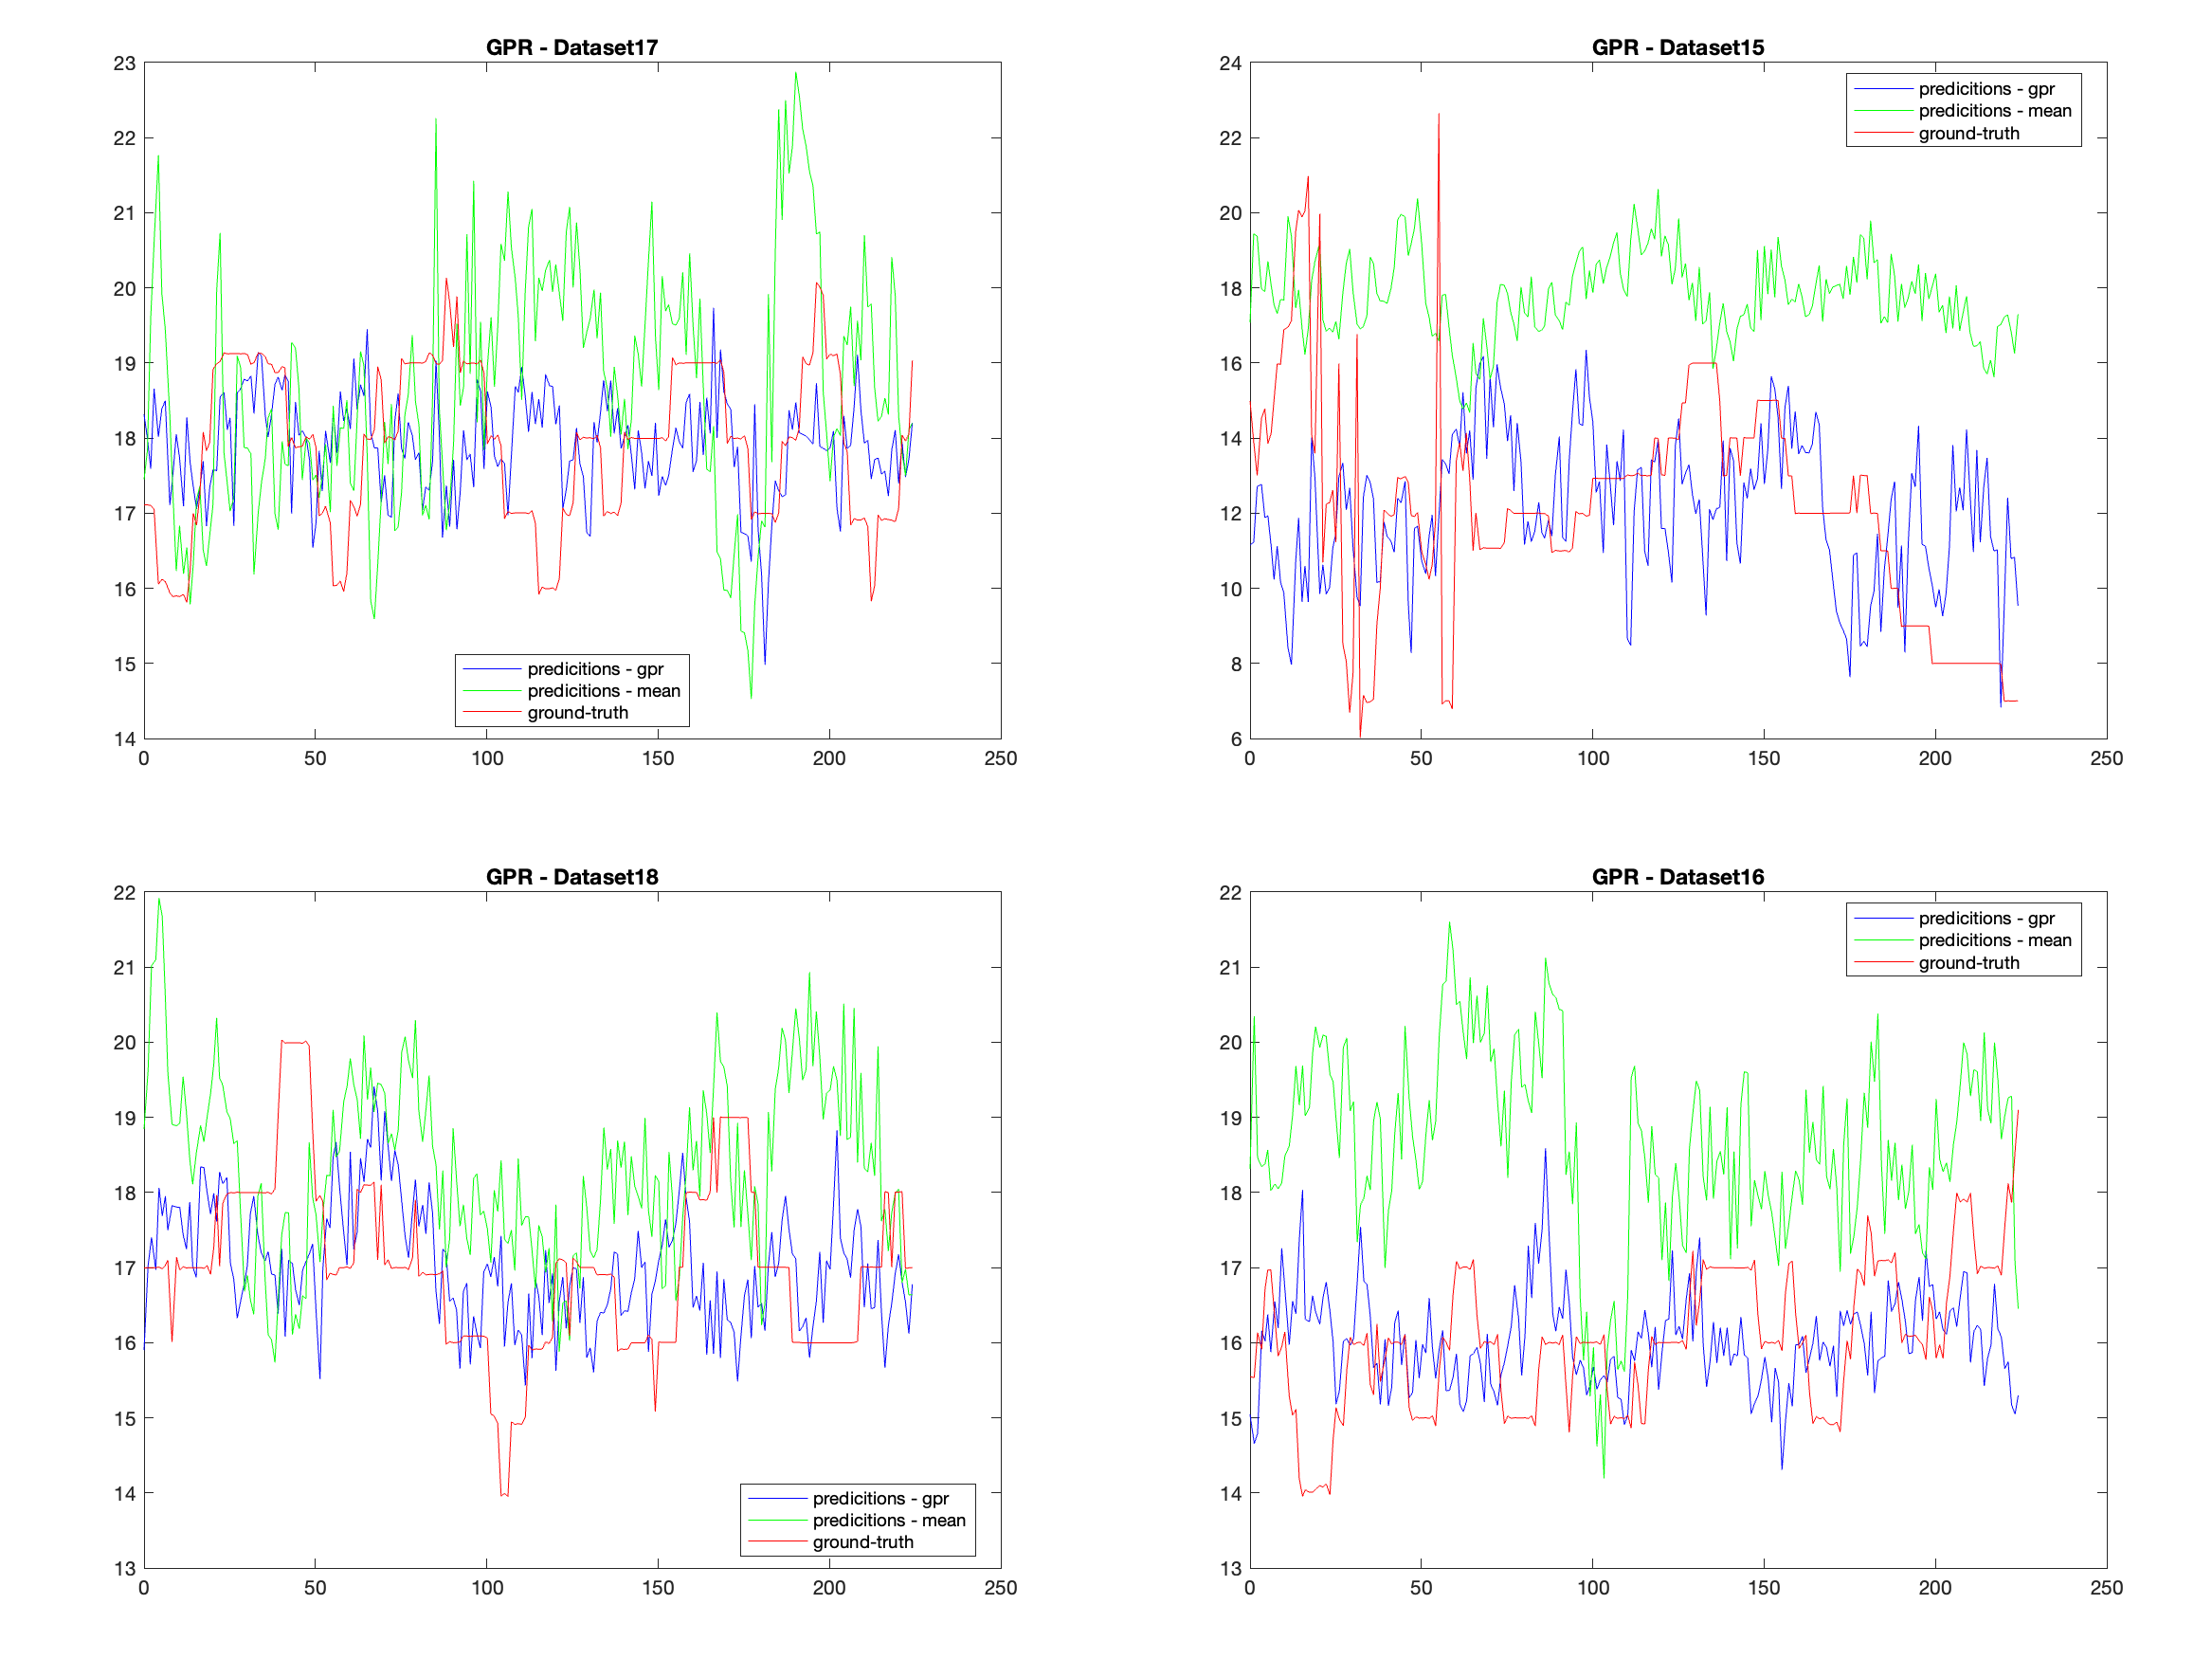 GPR - Dataset17
23
22
21
20
19
18
17
16
15
14
0 50 100 150 200 250
predicitions - gpr
predicitions - mean
ground-truth
GPR - Dataset15
24
22
20
18
16
14
12
10
8
6
0 50 100 150 200 250
predicitions - gpr
predicitions - mean
ground-truth
GPR - Dataset18
22
21
20
19
18
17
16
15
14
13
0 50 100 150 200 250
predicitions - gpr
predicitions - mean
ground-truth
GPR - Dataset16
22
21
20
19
18
17
16
15
14
13
0 50 100 150 200 250
predicitions - gpr
predicitions - mean
ground-truth